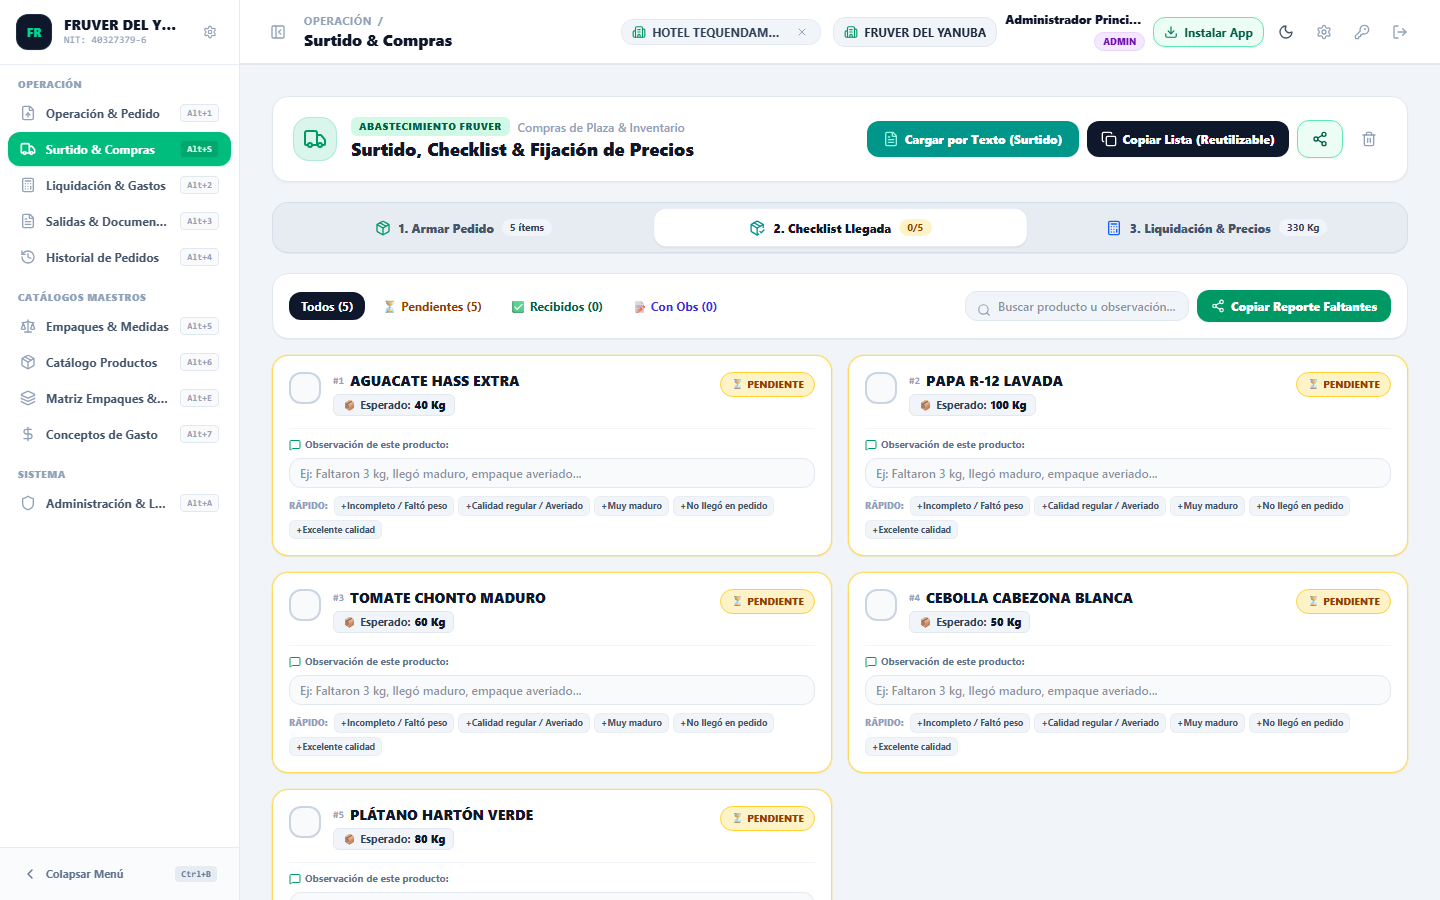 FR
FRUVER DEL Y...
NIT: 40327379-6
OPERACIÓN
Operación & Pedido Alt+1
Surtido & Compras Alt+S
Liquidación & Gastos Alt+2
Salidas & Documen... Alt+3
Historial de Pedidos Alt+4
CATÁLOGOS MAESTROS
Empaques & Medidas Alt+5
Catálogo Productos Alt+6
Matriz Empaques &... Alt+E
Conceptos de Gasto Alt+7
SISTEMA
Administración & L... Alt+A
Colapsar Menú Ctrl+B
OPERACIÓN /
Surtido & Compras
HOTEL TEQUENDAM...
FRUVER DEL YANUBA
Administrador Princi...
ADMIN
Instalar App
ABASTECIMIENTO FRUVER Compras de Plaza & Inventario
Surtido, Checklist & Fijación de Precios
Cargar por Texto (Surtido)
Copiar Lista (Reutilizable)
1. Armar Pedido 5 ítems
2. Checklist Llegada 0/5
3. Liquidación & Precios 330 Kg
Todos (5)
Pendientes (5)
Recibidos (0)
Con Obs (0)
Buscar producto u observación...
Copiar Reporte Faltantes
#1 AGUACATE HASS EXTRA
Esperado: 40 Kg
PENDIENTE
Observación de este producto:
Ej: Faltaron 3 kg, llegó maduro, empaque averiado...
RÁPIDO: +Incompleto / Faltó peso +Calidad regular / Averiado +Muy maduro +No llegó en pedido
+Excelente calidad
#2 PAPA R-12 LAVADA
Esperado: 100 Kg
PENDIENTE
Observación de este producto:
Ej: Faltaron 3 kg, llegó maduro, empaque averiado...
RÁPIDO: +Incompleto / Faltó peso +Calidad regular / Averiado +Muy maduro +No llegó en pedido
+Excelente calidad
#3 TOMATE CHONTO MADURO
Esperado: 60 Kg
PENDIENTE
Observación de este producto:
Ej: Faltaron 3 kg, llegó maduro, empaque averiado...
RÁPIDO: +Incompleto / Faltó peso +Calidad regular / Averiado +Muy maduro +No llegó en pedido
+Excelente calidad
#4 CEBOLLA CABEZONA BLANCA
Esperado: 50 Kg
PENDIENTE
Observación de este producto:
Ej: Faltaron 3 kg, llegó maduro, empaque averiado...
RÁPIDO: +Incompleto / Faltó peso +Calidad regular / Averiado +Muy maduro +No llegó en pedido
+Excelente calidad
#5 PLÁTANO HARTÓN VERDE
Esperado: 80 Kg
PENDIENTE
Observación de este producto: